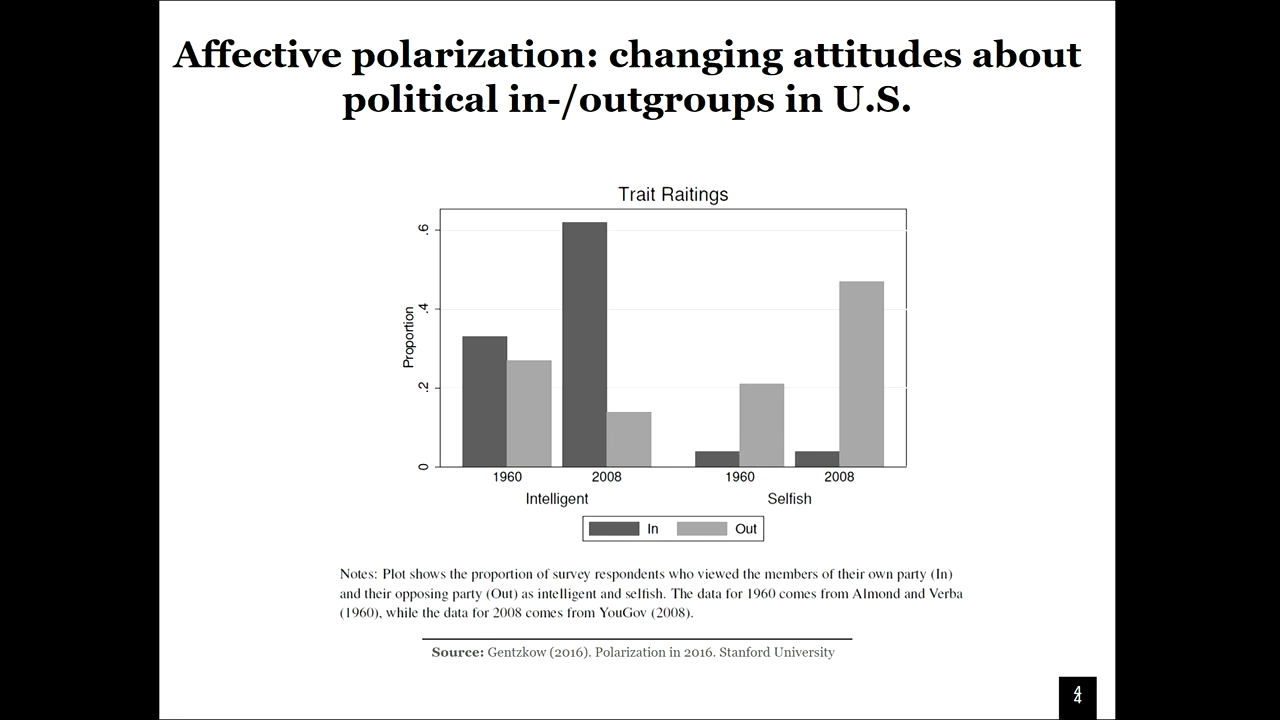 Affective polarization: changing attitudes about
political in-/outgroups in U.S.
Trait Raitings
Proportion
.6
.4
.2
0
1960 2008 1960 2008
Intelligent Selfish
In Out
Notes: Plot shows the proportion of survey respondents who viewed the members of their own party (In)
and their opposing party (Out) as intelligent and selfish. The data for 1960 comes from Almond and Verba
(1960), while the data for 2008 comes from YouGov (2008).
Source: Gentzkow (2016). Polarization in 2016. Stanford University
4
4